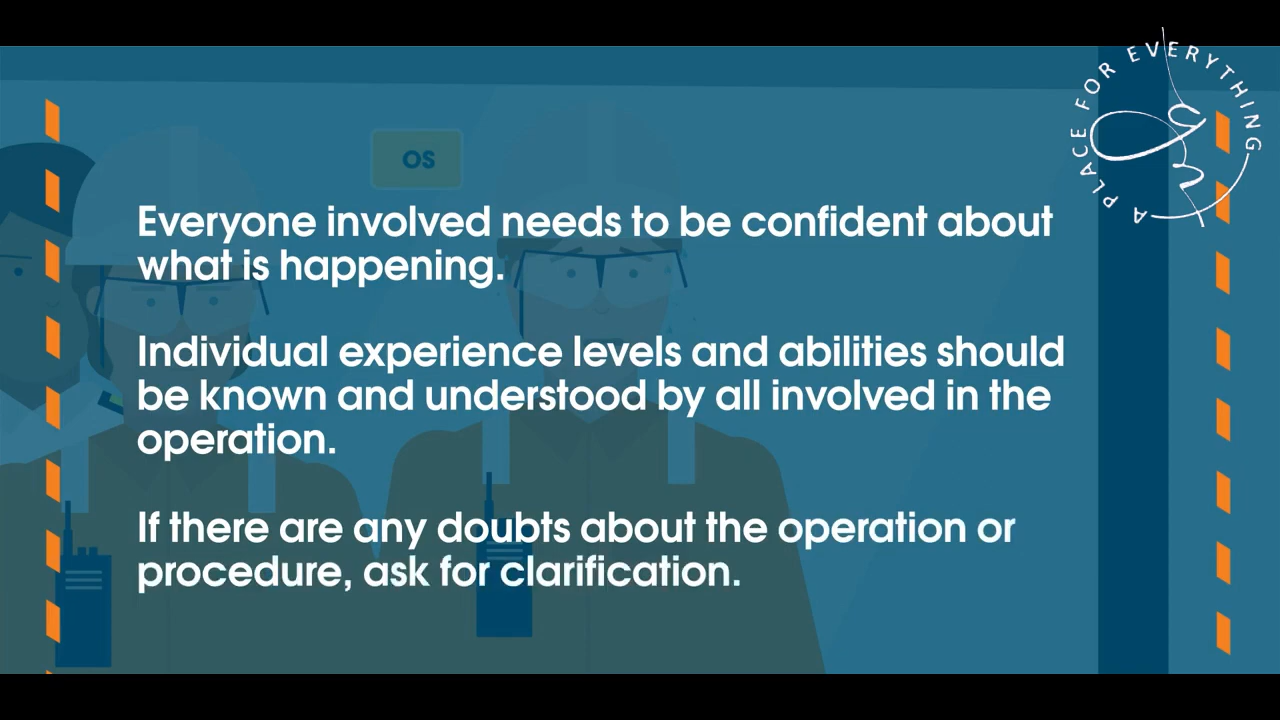 A PLACE FOR EVERYTHING
OS
Everyone involved needs to be confident about
what is happening.
Individual experience levels and abilities should
be known and understood by all involved in the
operation.
If there are any doubts about the operation or
procedure, ask for clarification.